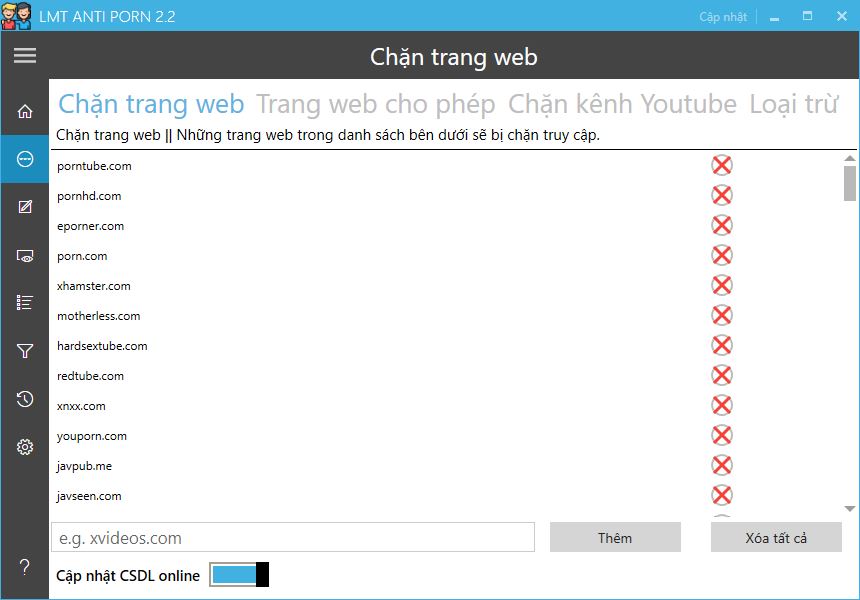 LMT ANTI PORN 2.2
Cập nhật
Chặn trang web
Chặn trang web Trang web cho phép Chặn kênh Youtube Loại trừ
Chặn trang web || Những trang web trong danh sách bên dưới sẽ bị chặn truy cập.
porntube.com
pornhd.com
eporner.com
porn.com
xhamster.com
motherless.com
hardsextube.com
redtube.com
xnxx.com
youporn.com
javpub.me
javseen.com
e.g. xvideos.com
Thêm
Xóa tất cả
Cập nhật CSDL online